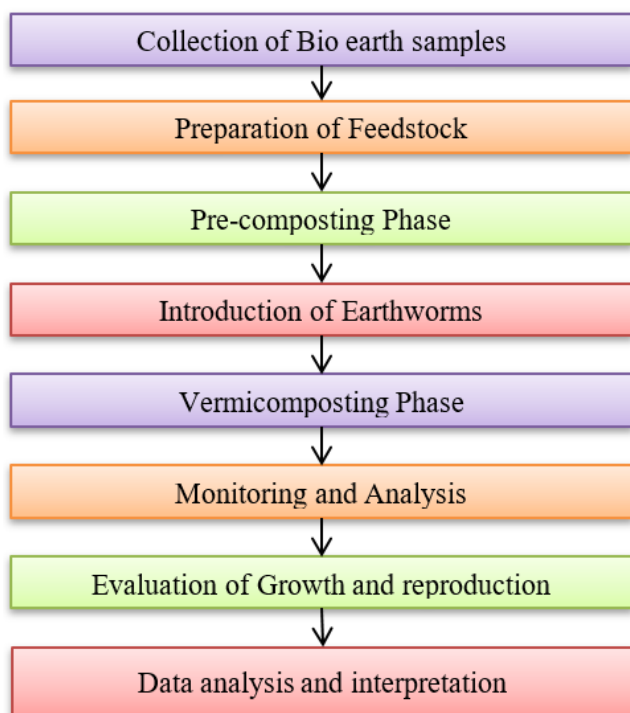 Collection of Bio earth samples
Preparation of Feedstock
Pre-composting Phase
Introduction of Earthworms
Vermicomposting Phase
Monitoring and Analysis
Evaluation of Growth and reproduction
Data analysis and interpretation